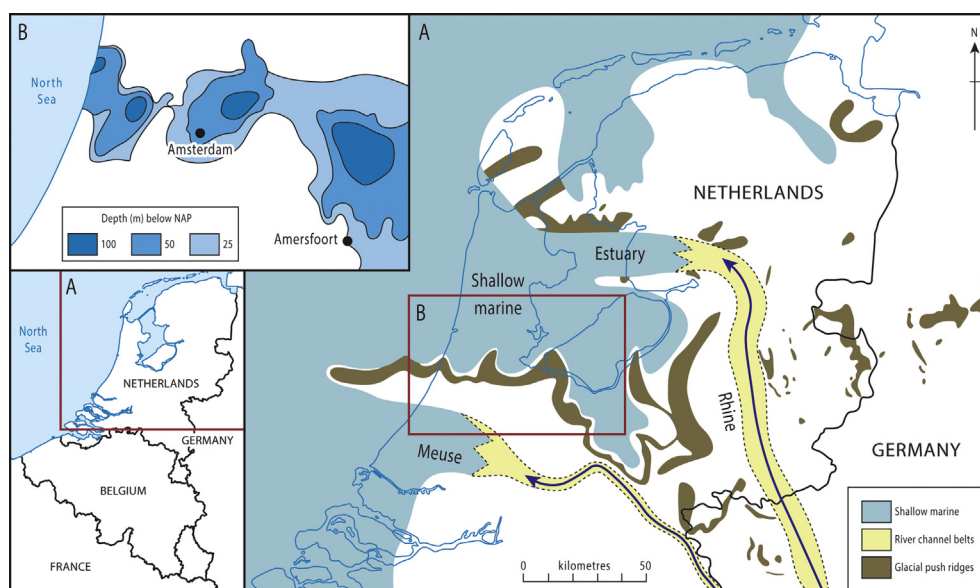 B
North
Sea
Amsterdam
Depth (m) below NAP
100
50
25
Amersfoort
A
North
Sea
NETHERLANDS
GERMANY
BELGIUM
FRANCE
A
N
NETHERLANDS
Estuary
Shallow
marine
B
Rhine
Meuse
GERMANY
kilometres
0
50
Shallow marine
River channel belts
Glacial push ridges